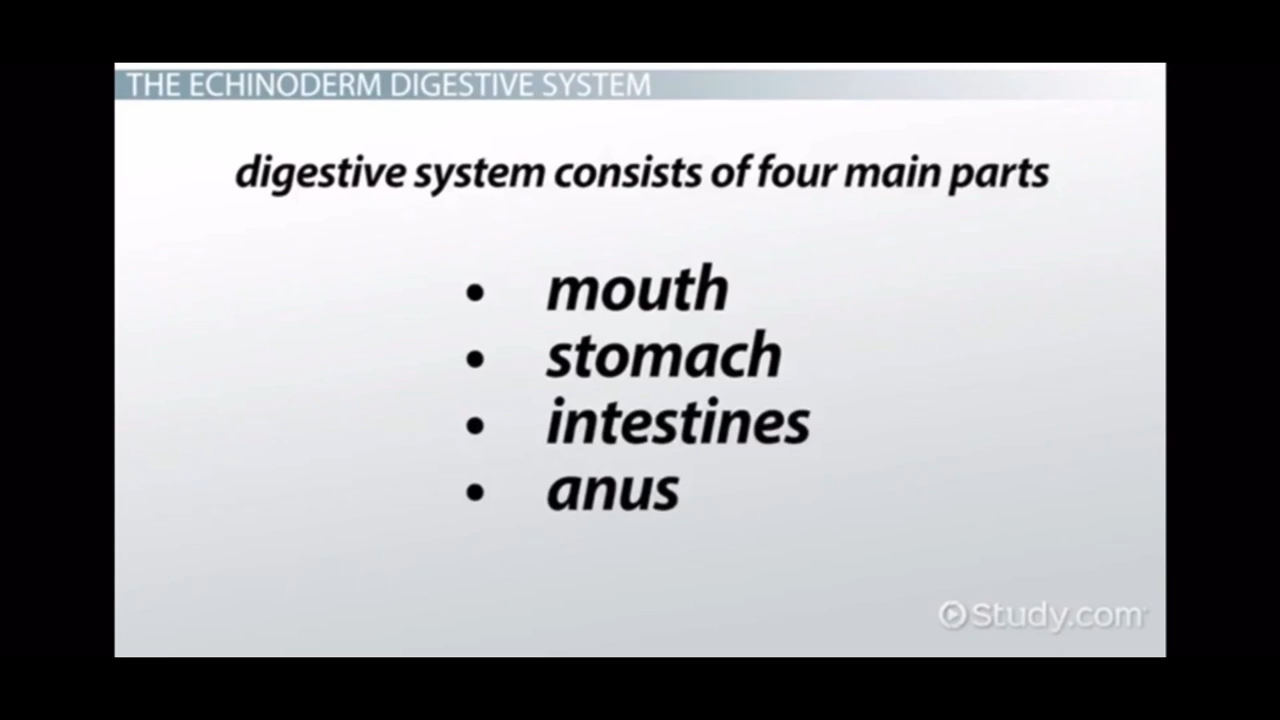 THE ECHINODERM DIGESTIVE SYSTEM
digestive system consists of four main parts
• mouth
• stomach
• intestines
• anus
Study.com